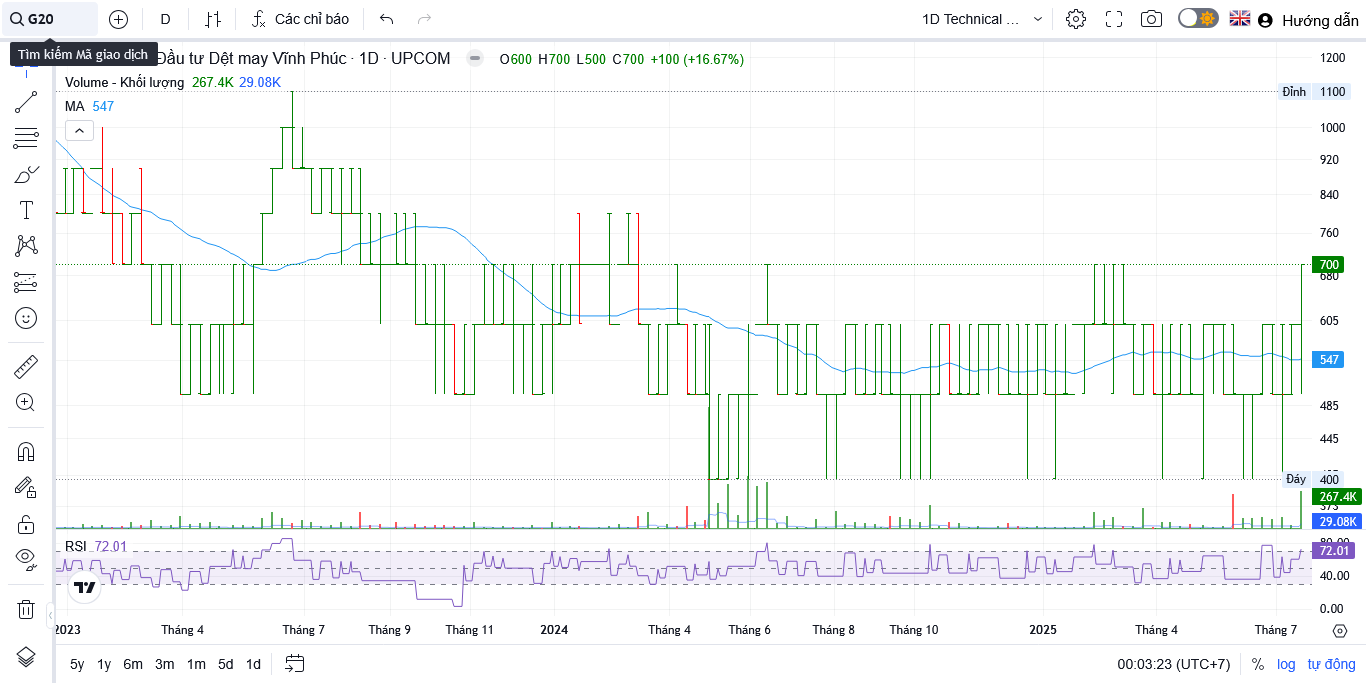 G20 D Các chỉ báo 1D Technical ... Hướng dẫn
Tìm kiếm Mã giao dịch
Đầu tư Dệt may Vĩnh Phúc · 1D · UPCOM O600 H700 L500 C700 +100 (+16.67%)
Volume - Khối lượng 267.4K 29.08K
MA 547
1200
Đỉnh 1100
1000
920
840
760
700
680
605
547
485
445
Đáy 400
267.4K
373
29.08K
RSI 72.01
80.00
72.01
40.00
0.00
2023 Tháng 4 Tháng 7 Tháng 9 Tháng 11 2024 Tháng 4 Tháng 6 Tháng 8 Tháng 10 2025 Tháng 4 Tháng 7
5y 1y 6m 3m 1m 5d 1d 00:03:23 (UTC+7) % log tự động